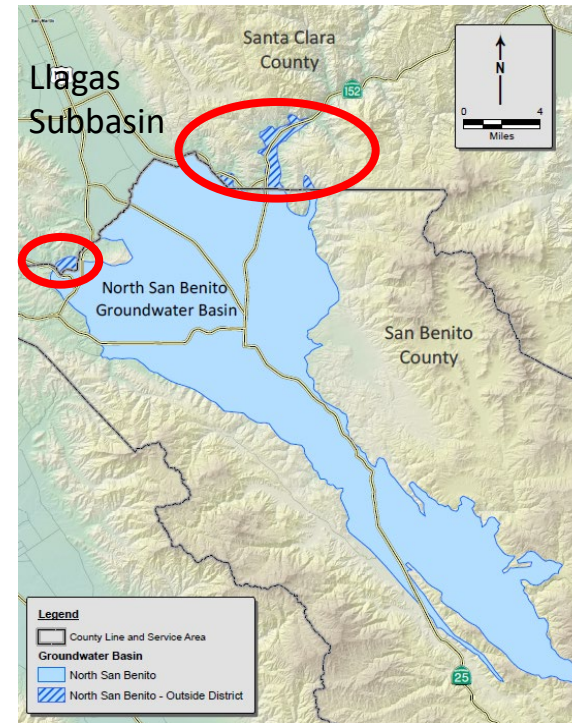 Santa Clara
County
152
N
0 4
Miles
Llagas
Subbasin
North San Benito
Groundwater Basin
San Benito
County
Legend
County Line and Service Area
Groundwater Basin
North San Benito
North San Benito - Outside District
25